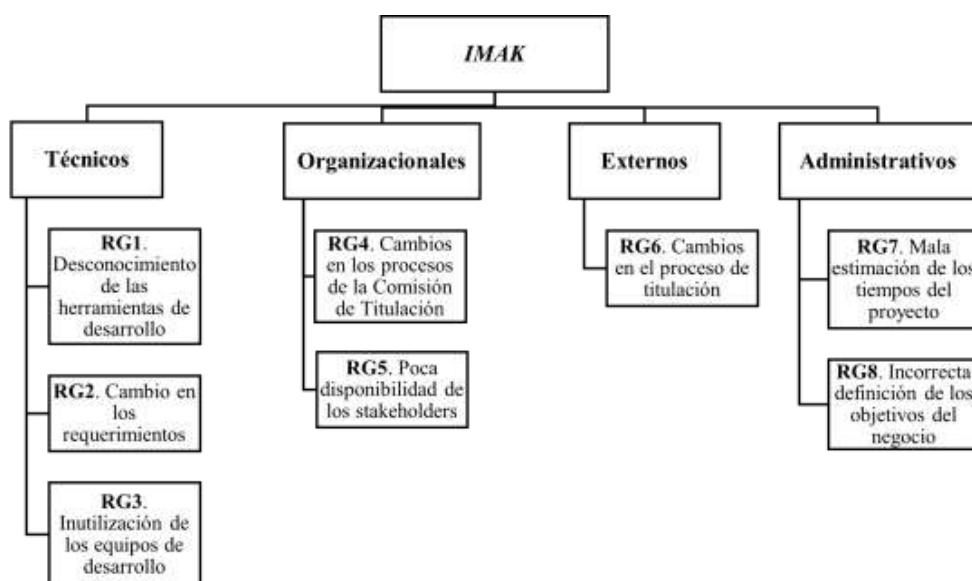 IMAK
Técnicos
Organizacionales
Externos
Administrativos
RG1.
Desconocimiento
de las
herramientas de
desarrollo
RG2. Cambio en
los
requerimientos
RG3.
Inutilización de
los equipos de
desarrollo
RG4. Cambios
en los procesos
de la Comisión
de Titulación
RG5. Poca
disponibilidad de
los stakeholders
RG6. Cambios
en el proceso de
titulación
RG7. Mala
estimación de los
tiempos del
proyecto
RG8. Incorrecta
definición de los
objetivos del
negocio